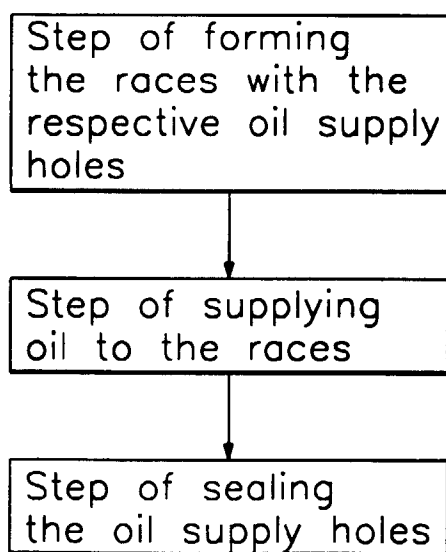 Step of forming
the races with the
respective oil supply
holes
Step of supplying
oil to the races
Step of sealing
the oil supply holes